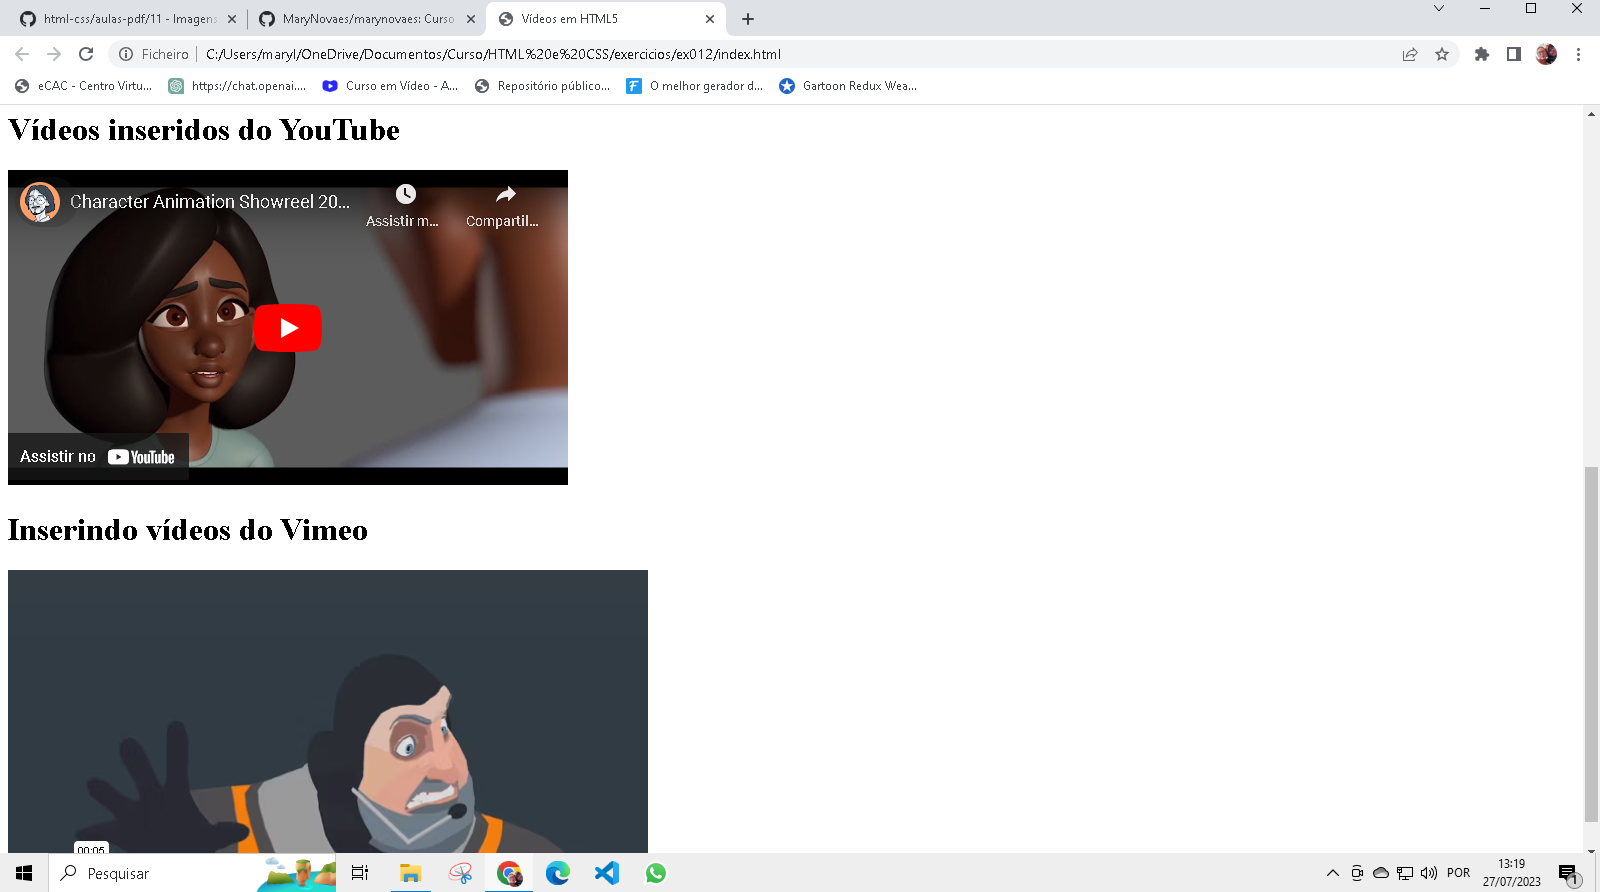 html-css/aulas-pdf/11 - Imagens
MaryNovaes/marynovaes: Curso
Vídeos em HTML5
Ficheiro
C:/Users/maryl/OneDrive/Documentos/Curso/HTML%20e%20CSS/exercicios/ex012/index.html
eCAC - Centro Virtu...
https://chat.openai....
Curso em Vídeo - A...
Repositório público...
O melhor gerador d...
Gartoon Redux Wea...
Vídeos inseridos do YouTube
Character Animation Showreel 20...
Assistir m...
Compartil...
Assistir no YouTube
Inserindo vídeos do Vimeo
00:05
Pesquisar
POR
13:19
27/07/2023
1